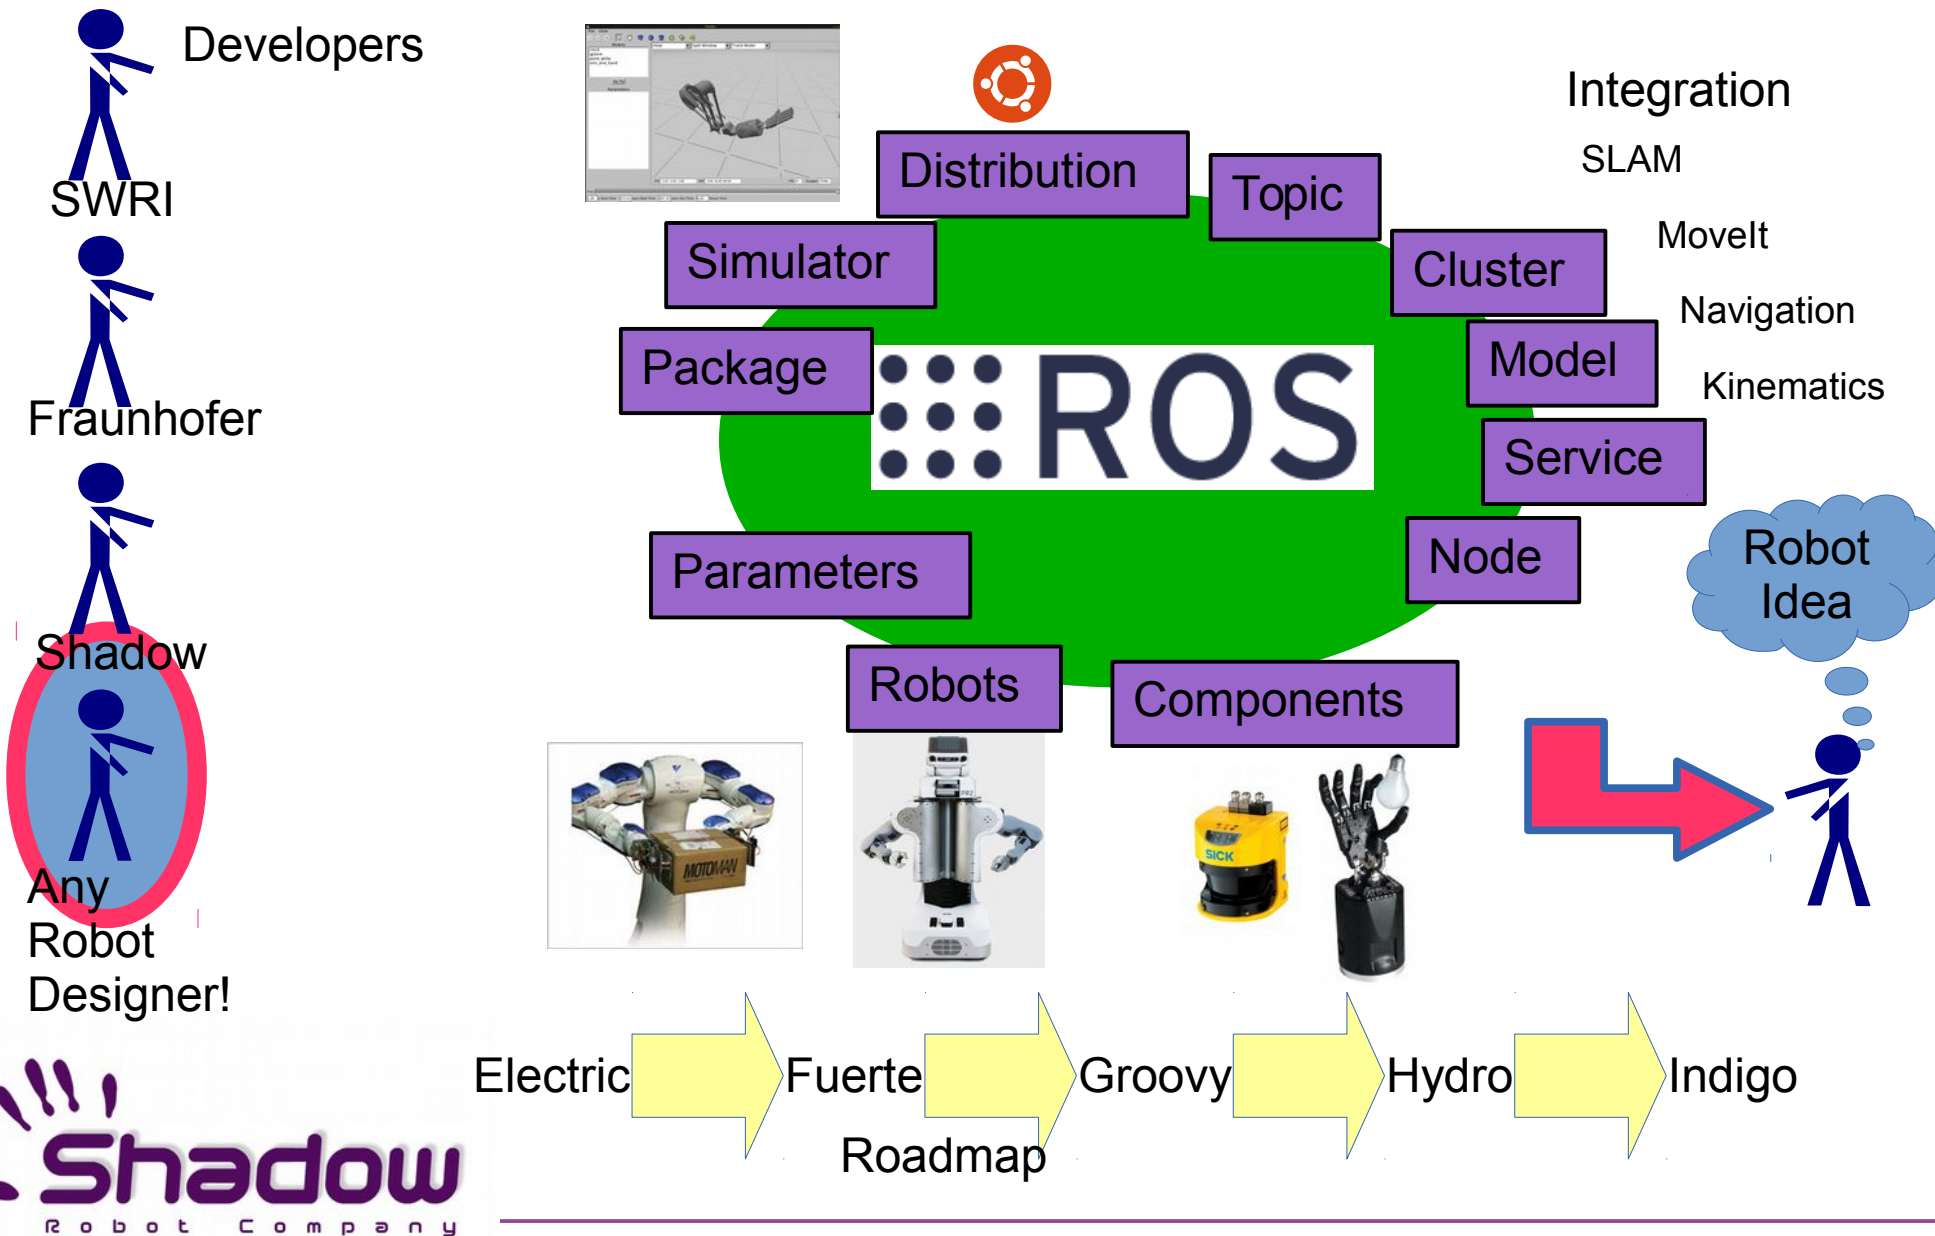 Developers
SWRI
Fraunhofer
Shadow
Any
Robot
Designer!
Distribution
Topic
Simulator
Cluster
Package
Model
Service
Parameters
Node
Robots
Components
ROS
Integration
SLAM
MoveIt
Navigation
Kinematics
Robot
Idea
MOTOMAN
PR2
SICK
Electric
Fuerte
Groovy
Hydro
Indigo
Roadmap
Shadow
Robot Company